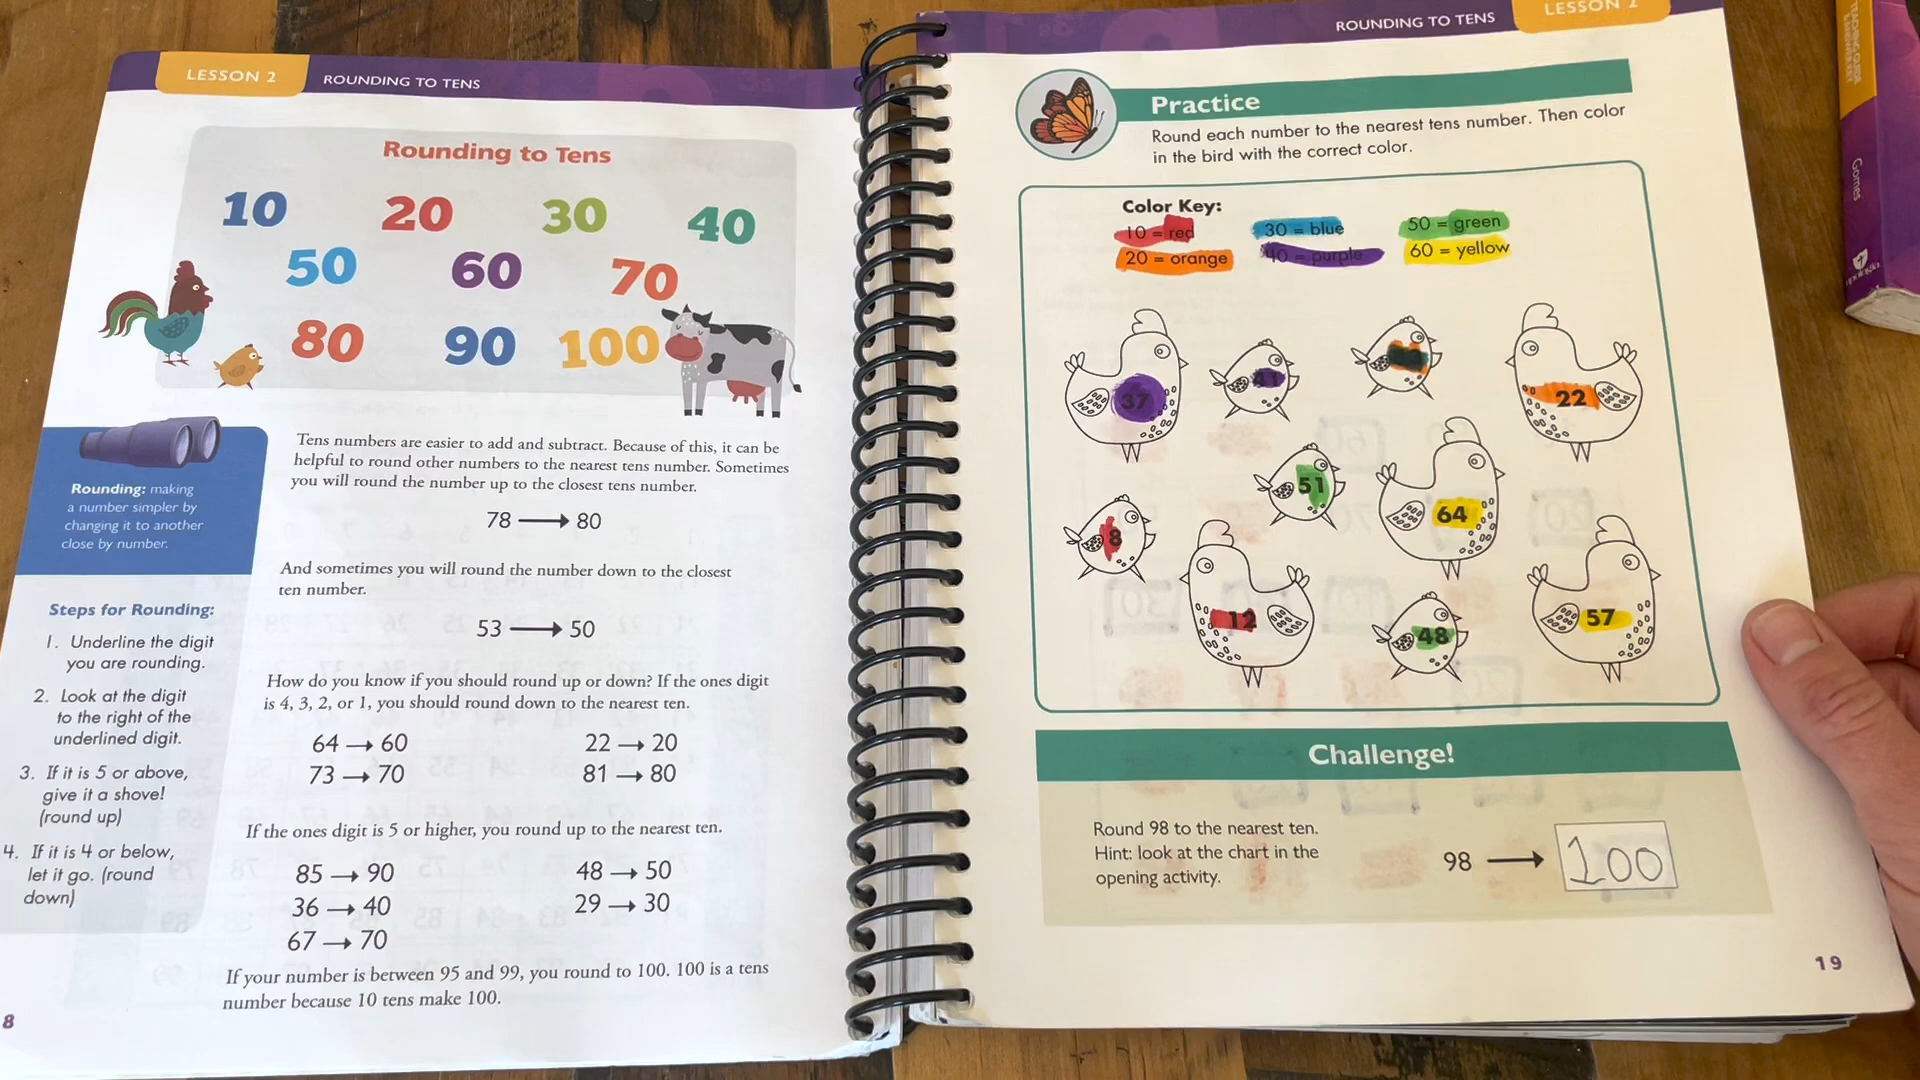 LESSON 2 ROUNDING TO TENS
Rounding to Tens
10 20 30 40
50 60 70
80 90 100
Rounding: making
a number simpler by
changing it to another
close by number.
Steps for Rounding:
1. Underline the digit
you are rounding.
2. Look at the digit
to the right of the
underlined digit.
3. If it is 5 or above,
give it a shove!
(round up)
4. If it is 4 or below,
let it go. (round
down)
Tens numbers are easier to add and subtract. Because of this, it can be
helpful to round other numbers to the nearest tens number. Sometimes
you will round the number up to the closest tens number.
78 → 80
And sometimes you will round the number down to the closest
ten number.
53 → 50
How do you know if you should round up or down? If the ones digit
is 4, 3, 2, or 1, you should round down to the nearest ten.
64 → 60 22 → 20
73 → 70 81 → 80
If the ones digit is 5 or higher, you round up to the nearest ten.
85 → 90 48 → 50
36 → 40 29 → 30
67 → 70
If your number is between 95 and 99, you round to 100. 100 is a tens
number because 10 tens make 100.
8
ROUNDING TO TENS LESSON 2
Practice
Round each number to the nearest tens number. Then color
in the bird with the correct color.
Color Key:
10 = red 30 = blue 50 = green
20 = orange 40 = purple 60 = yellow
37 41 22
51 64
8 12 48 57
Challenge!
Round 98 to the nearest ten.
Hint: look at the chart in the
opening activity.
98 → 100
19
Gomes
apologia